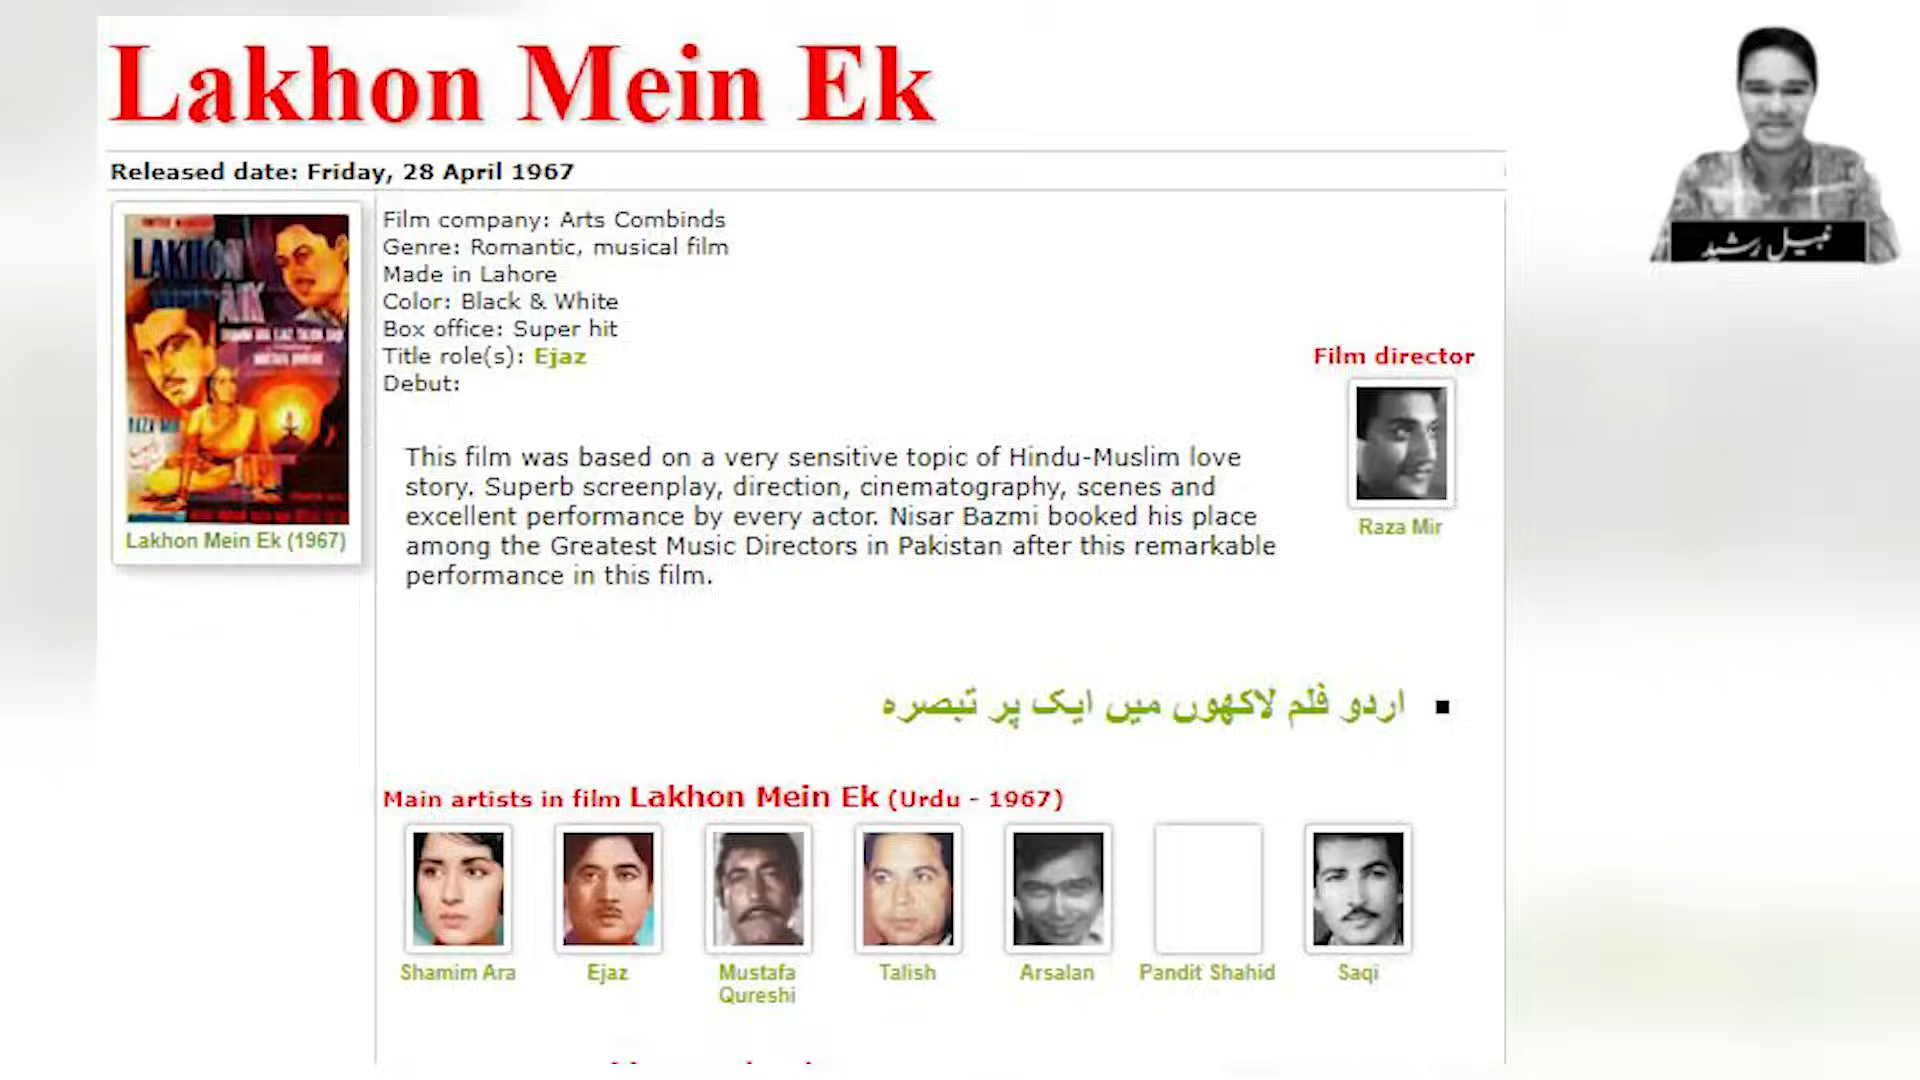 Lakhon Mein Ek
نبیل رشید
Released date: Friday, 28 April 1967
LAKHON
RAZA MIR
Lakhon Mein Ek (1967)
Film company: Arts Combinds
Genre: Romantic, musical film
Made in Lahore
Color: Black & White
Box office: Super hit
Title role(s): Ejaz
Debut:
Film director
Raza Mir
This film was based on a very sensitive topic of Hindu-Muslim love
story. Superb screenplay, direction, cinematography, scenes and
excellent performance by every actor. Nisar Bazmi booked his place
among the Greatest Music Directors in Pakistan after this remarkable
performance in this film.
اردو فلم لاکھوں میں ایک پر تبصرہ
Main artists in film Lakhon Mein Ek (Urdu - 1967)
Shamim Ara
Ejaz
Mustafa
Qureshi
Talish
Arsalan
Pandit Shahid
Saqi